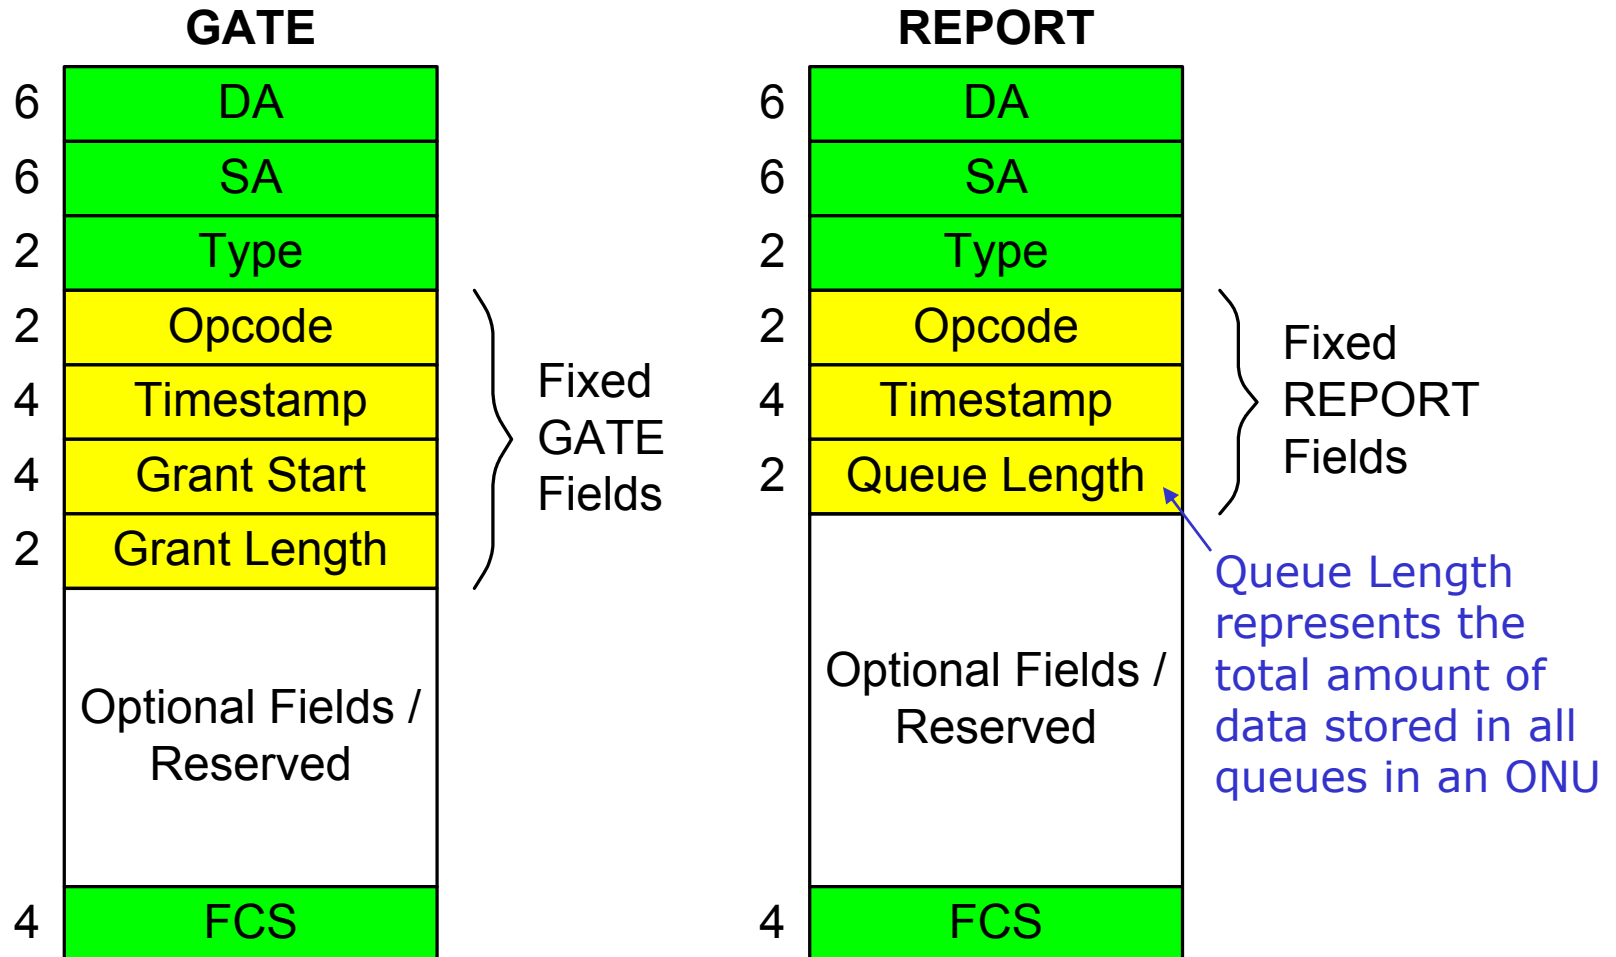 GATE
6 DA
6 SA
2 Type
2 Opcode
4 Timestamp
4 Grant Start
2 Grant Length
Optional Fields /
Reserved
4 FCS
Fixed
GATE
Fields
REPORT
6 DA
6 SA
2 Type
2 Opcode
4 Timestamp
2 Queue Length
Optional Fields /
Reserved
4 FCS
Fixed
REPORT
Fields
Queue Length
represents the
total amount of
data stored in all
queues in an ONU